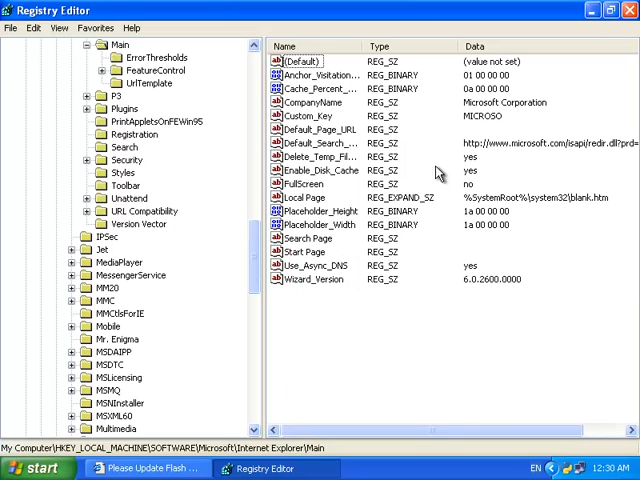 Registry Editor
File Edit View Favorites Help
Main
ErrorThresholds
FeatureControl
UrlTemplate
P3
Plugins
PrintAppletsOnFEWin95
Registration
Search
Security
Styles
Toolbar
Unattend
URL Compatibility
Version Vector
IPSec
Jet
MediaPlayer
MessengerService
MM20
MMC
MMCtlsForIE
Mobile
Mr. Enigma
MSDAIPP
MSDTC
MSLicensing
MSMQ
MSNInstaller
MSXML60
Multimedia
Name Type Data
(Default) REG_SZ (value not set)
Anchor_Visitation... REG_BINARY 01 00 00 00
Cache_Percent_... REG_BINARY 0a 00 00 00
CompanyName REG_SZ Microsoft Corporation
Custom_Key REG_SZ MICROSO
Default_Page_URL REG_SZ
Default_Search_... REG_SZ http://www.microsoft.com/isapi/redir.dll?prd=
Delete_Temp_Fil... REG_SZ yes
Enable_Disk_Cache REG_SZ yes
FullScreen REG_SZ no
Local Page REG_EXPAND_SZ %SystemRoot%\system32\blank.htm
Placeholder_Height REG_BINARY 1a 00 00 00
Placeholder_Width REG_BINARY 1a 00 00 00
Search Page REG_SZ
Start Page REG_SZ
Use_Async_DNS REG_SZ yes
Wizard_Version REG_SZ 6.0.2600.0000
My Computer\HKEY_LOCAL_MACHINE\SOFTWARE\Microsoft\Internet Explorer\Main
start Please Update Flash ... Registry Editor EN 12:30 AM